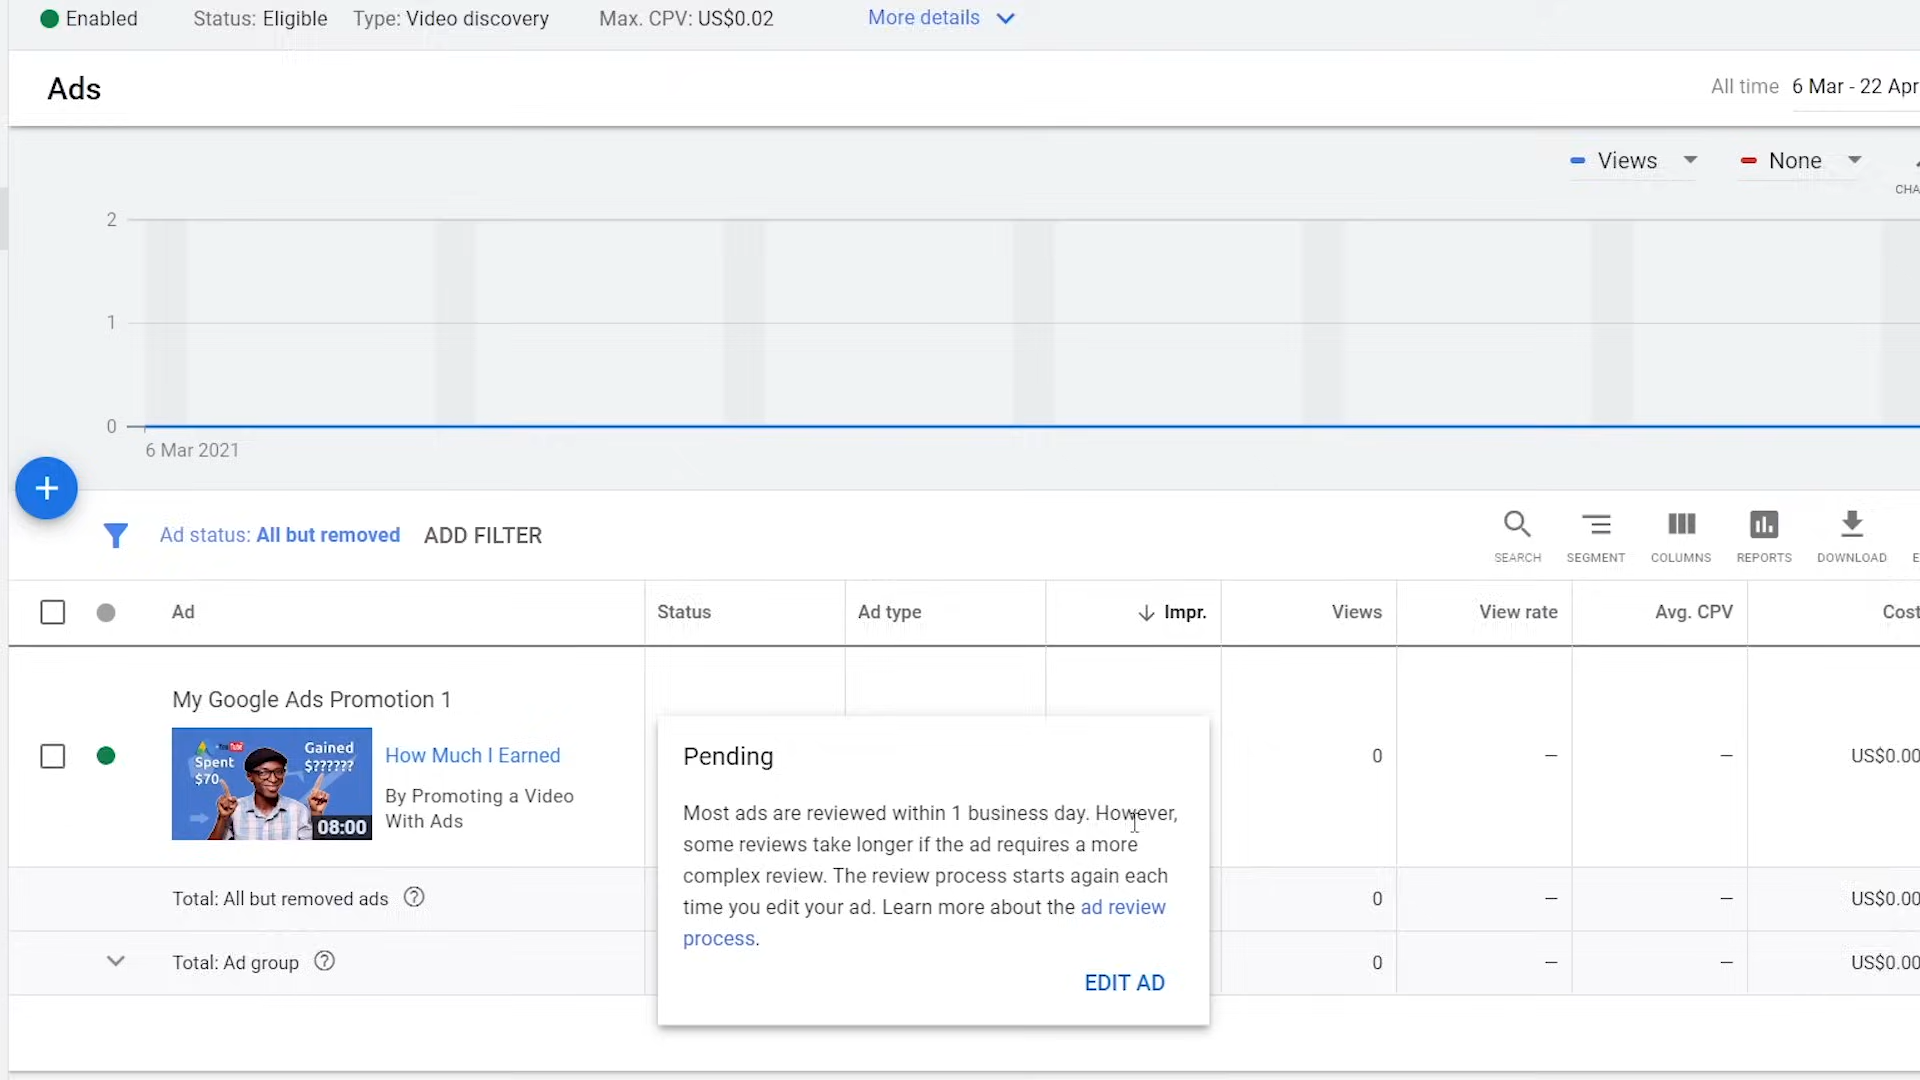 Enabled
Status: Eligible
Type: Video discovery
Max. CPV: US$0.02
More details
Ads
All time 6 Mar - 22 Apr
Views
None
CHA
2
1
0
6 Mar 2021
Ad status: All but removed
ADD FILTER
SEARCH
SEGMENT
COLUMNS
REPORTS
DOWNLOAD
E
Ad
Status
Ad type
Impr.
Views
View rate
Avg. CPV
Cost
My Google Ads Promotion 1
Spent
$70
YouTube
Gained
$??????
08:00
How Much I Earned
By Promoting a Video
With Ads
0
–
–
US$0.00
Pending
Most ads are reviewed within 1 business day. However,
some reviews take longer if the ad requires a more
complex review. The review process starts again each
time you edit your ad. Learn more about the ad review
process.
EDIT AD
Total: All but removed ads
0
–
–
US$0.00
Total: Ad group
0
–
–
US$0.00